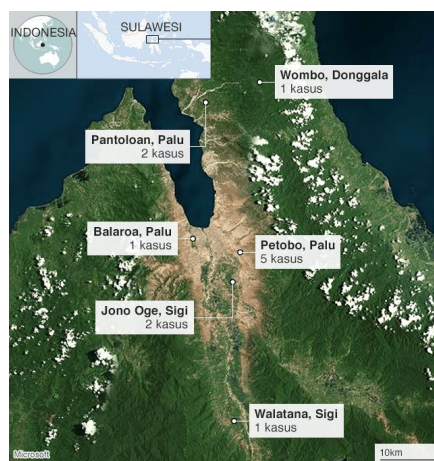 INDONESIA
SULAWESI
Wombo, Donggala
1 kasus
Pantoloan, Palu
2 kasus
Balaroa, Palu
1 kasus
Petobo, Palu
5 kasus
Jono Oge, Sigi
2 kasus
Walatana, Sigi
1 kasus
Microsoft
10km